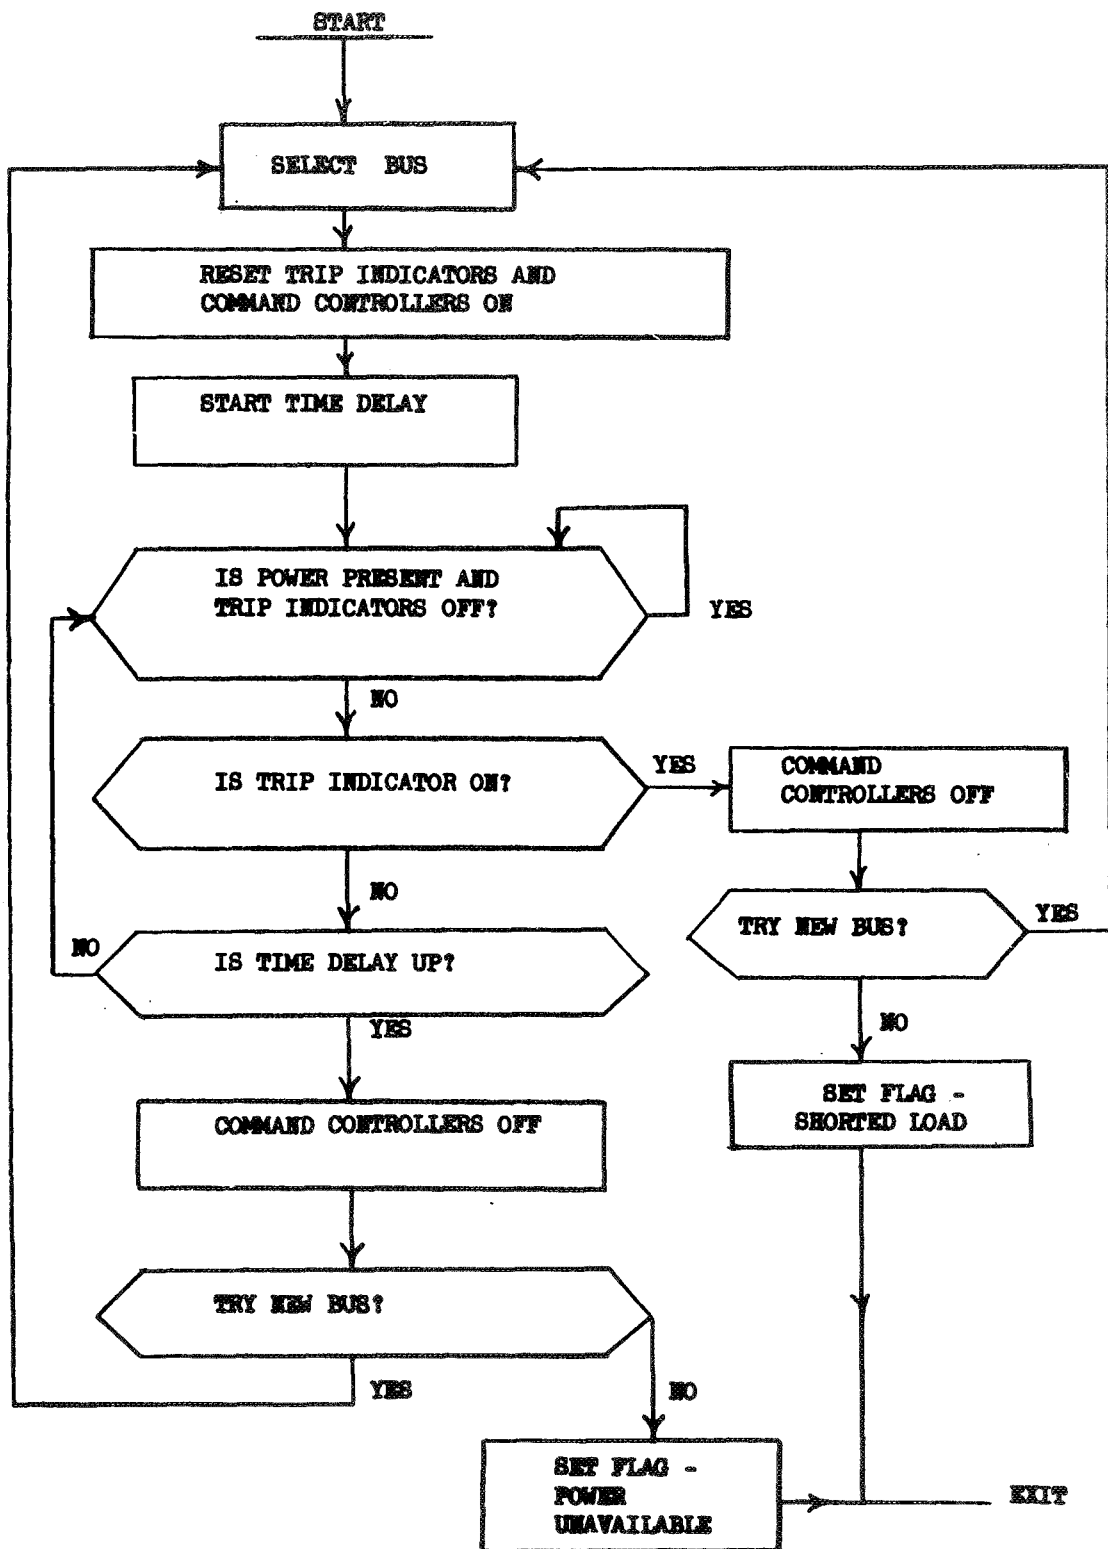 START
SELECT BUS
RESET TRIP INDICATORS AND
COMMAND CONTROLLERS ON
START TIME DELAY
IS POWER PRESENT AND
TRIP INDICATORS OFF?
YES
NO
IS TRIP INDICATOR ON?
YES
COMMAND
CONTROLLERS OFF
NO
TRY NEW BUS?
YES
NO
IS TIME DELAY UP?
NO
YES
SET FLAG -
SHORTED LOAD
COMMAND CONTROLLERS OFF
TRY NEW BUS?
YES
NO
SET FLAG -
POWER
UNAVAILABLE
EXIT